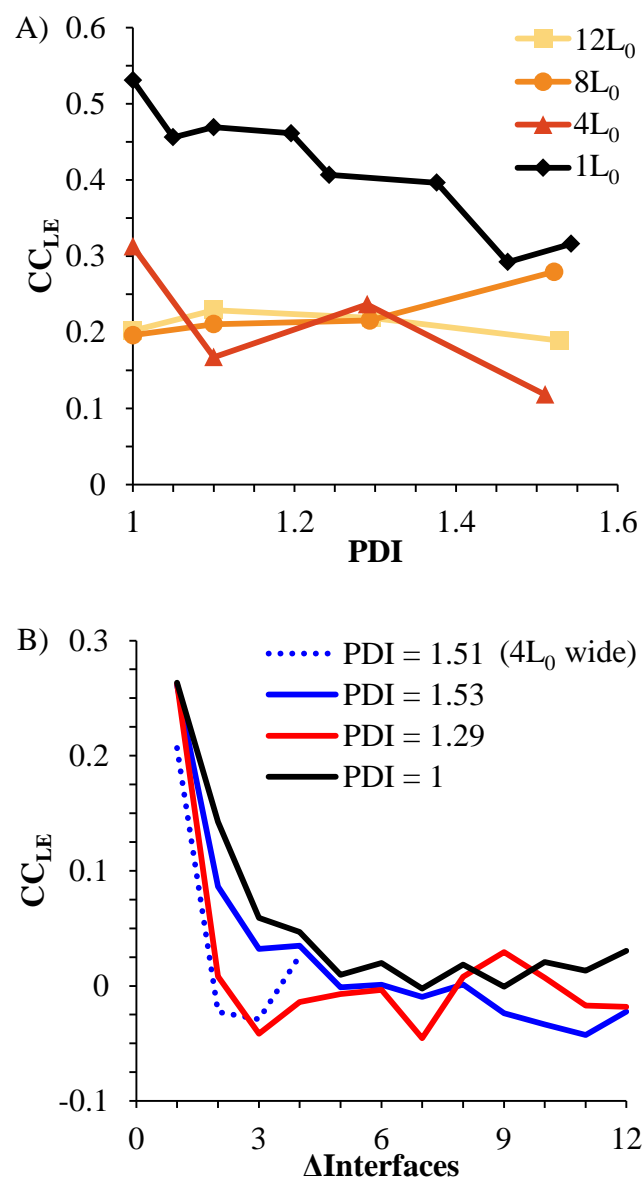 A)
0.6
0.5
0.4
0.3
0.2
0.1
0
CC_LE
12L₀
8L₀
4L₀
1L₀
1
1.2
1.4
1.6
PDI
B)
0.3
0.2
0.1
0
-0.1
CC_LE
PDI = 1.51 (4L₀ wide)
PDI = 1.53
PDI = 1.29
PDI = 1
0
3
6
9
12
ΔInterfaces